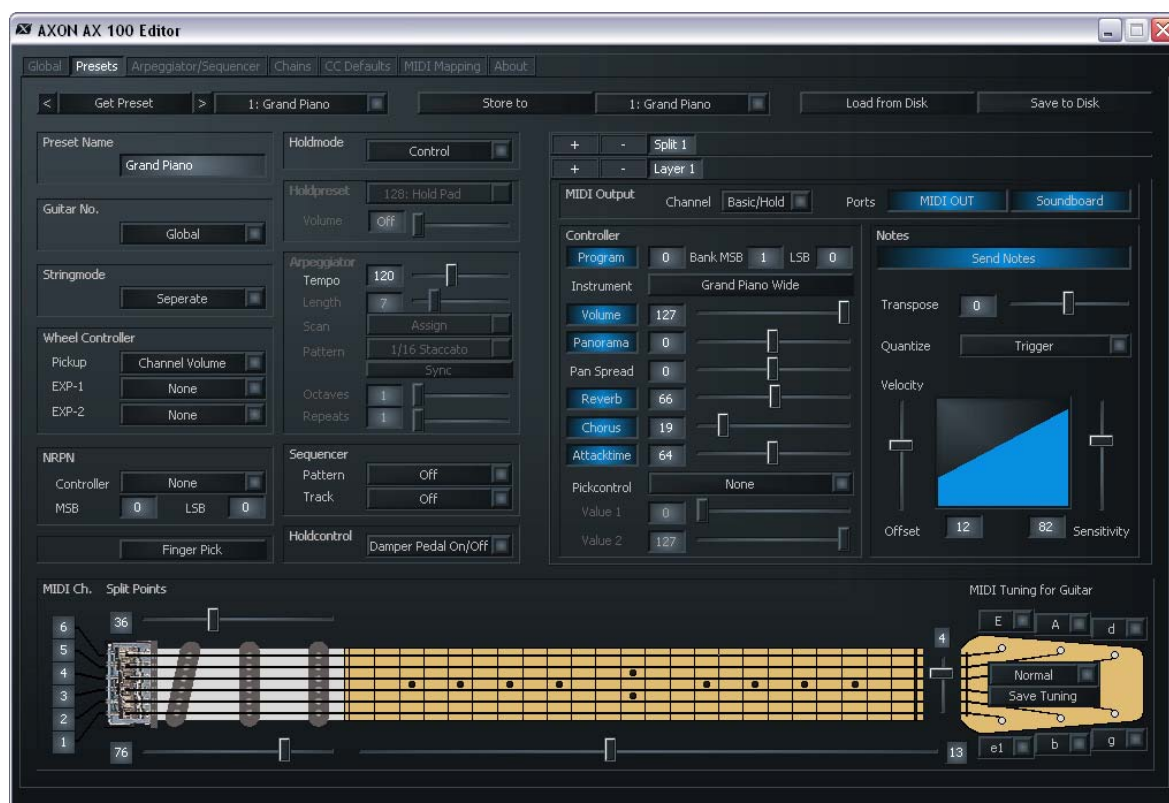 AXON AX 100 Editor
Global Presets Arpeggiator/Sequencer Chains CC Defaults MIDI Mapping About
< Get Preset > 1: Grand Piano Store to 1: Grand Piano Load from Disk Save to Disk
Preset Name
Grand Piano
Guitar No.
Global
Stringmode
Seperate
Wheel Controller
Pickup Channel Volume
EXP-1 None
EXP-2 None
NRPN
Controller None
MSB 0 LSB 0
Finger Pick
Holdmode
Control
Holdpreset 128: Hold Pad
Volume Off
Arpeggiator
Tempo 120
Length 7
Scan Assign
Pattern 1/16 Staccato
Sync
Octaves 1
Repeats 1
Sequencer
Pattern Off
Track Off
Holdcontrol
Damper Pedal On/Off
+ - Split 1
+ - Layer 1
MIDI Output Channel Basic/Hold Ports MIDI OUT Soundboard
Controller
Program 0 Bank MSB 1 LSB 0
Instrument Grand Piano Wide
Volume 127
Panorama 0
Pan Spread 0
Reverb 66
Chorus 19
Attacktime 64
Pickcontrol None
Value 1 0
Value 2 127
Notes
Send Notes
Transpose 0
Quantize Trigger
Velocity
Offset 12 82 Sensitivity
MIDI Ch. Split Points
6
5
4
3
2
1
36
76
4
13
MIDI Tuning for Guitar
E A d
Normal
Save Tuning
e1 b g